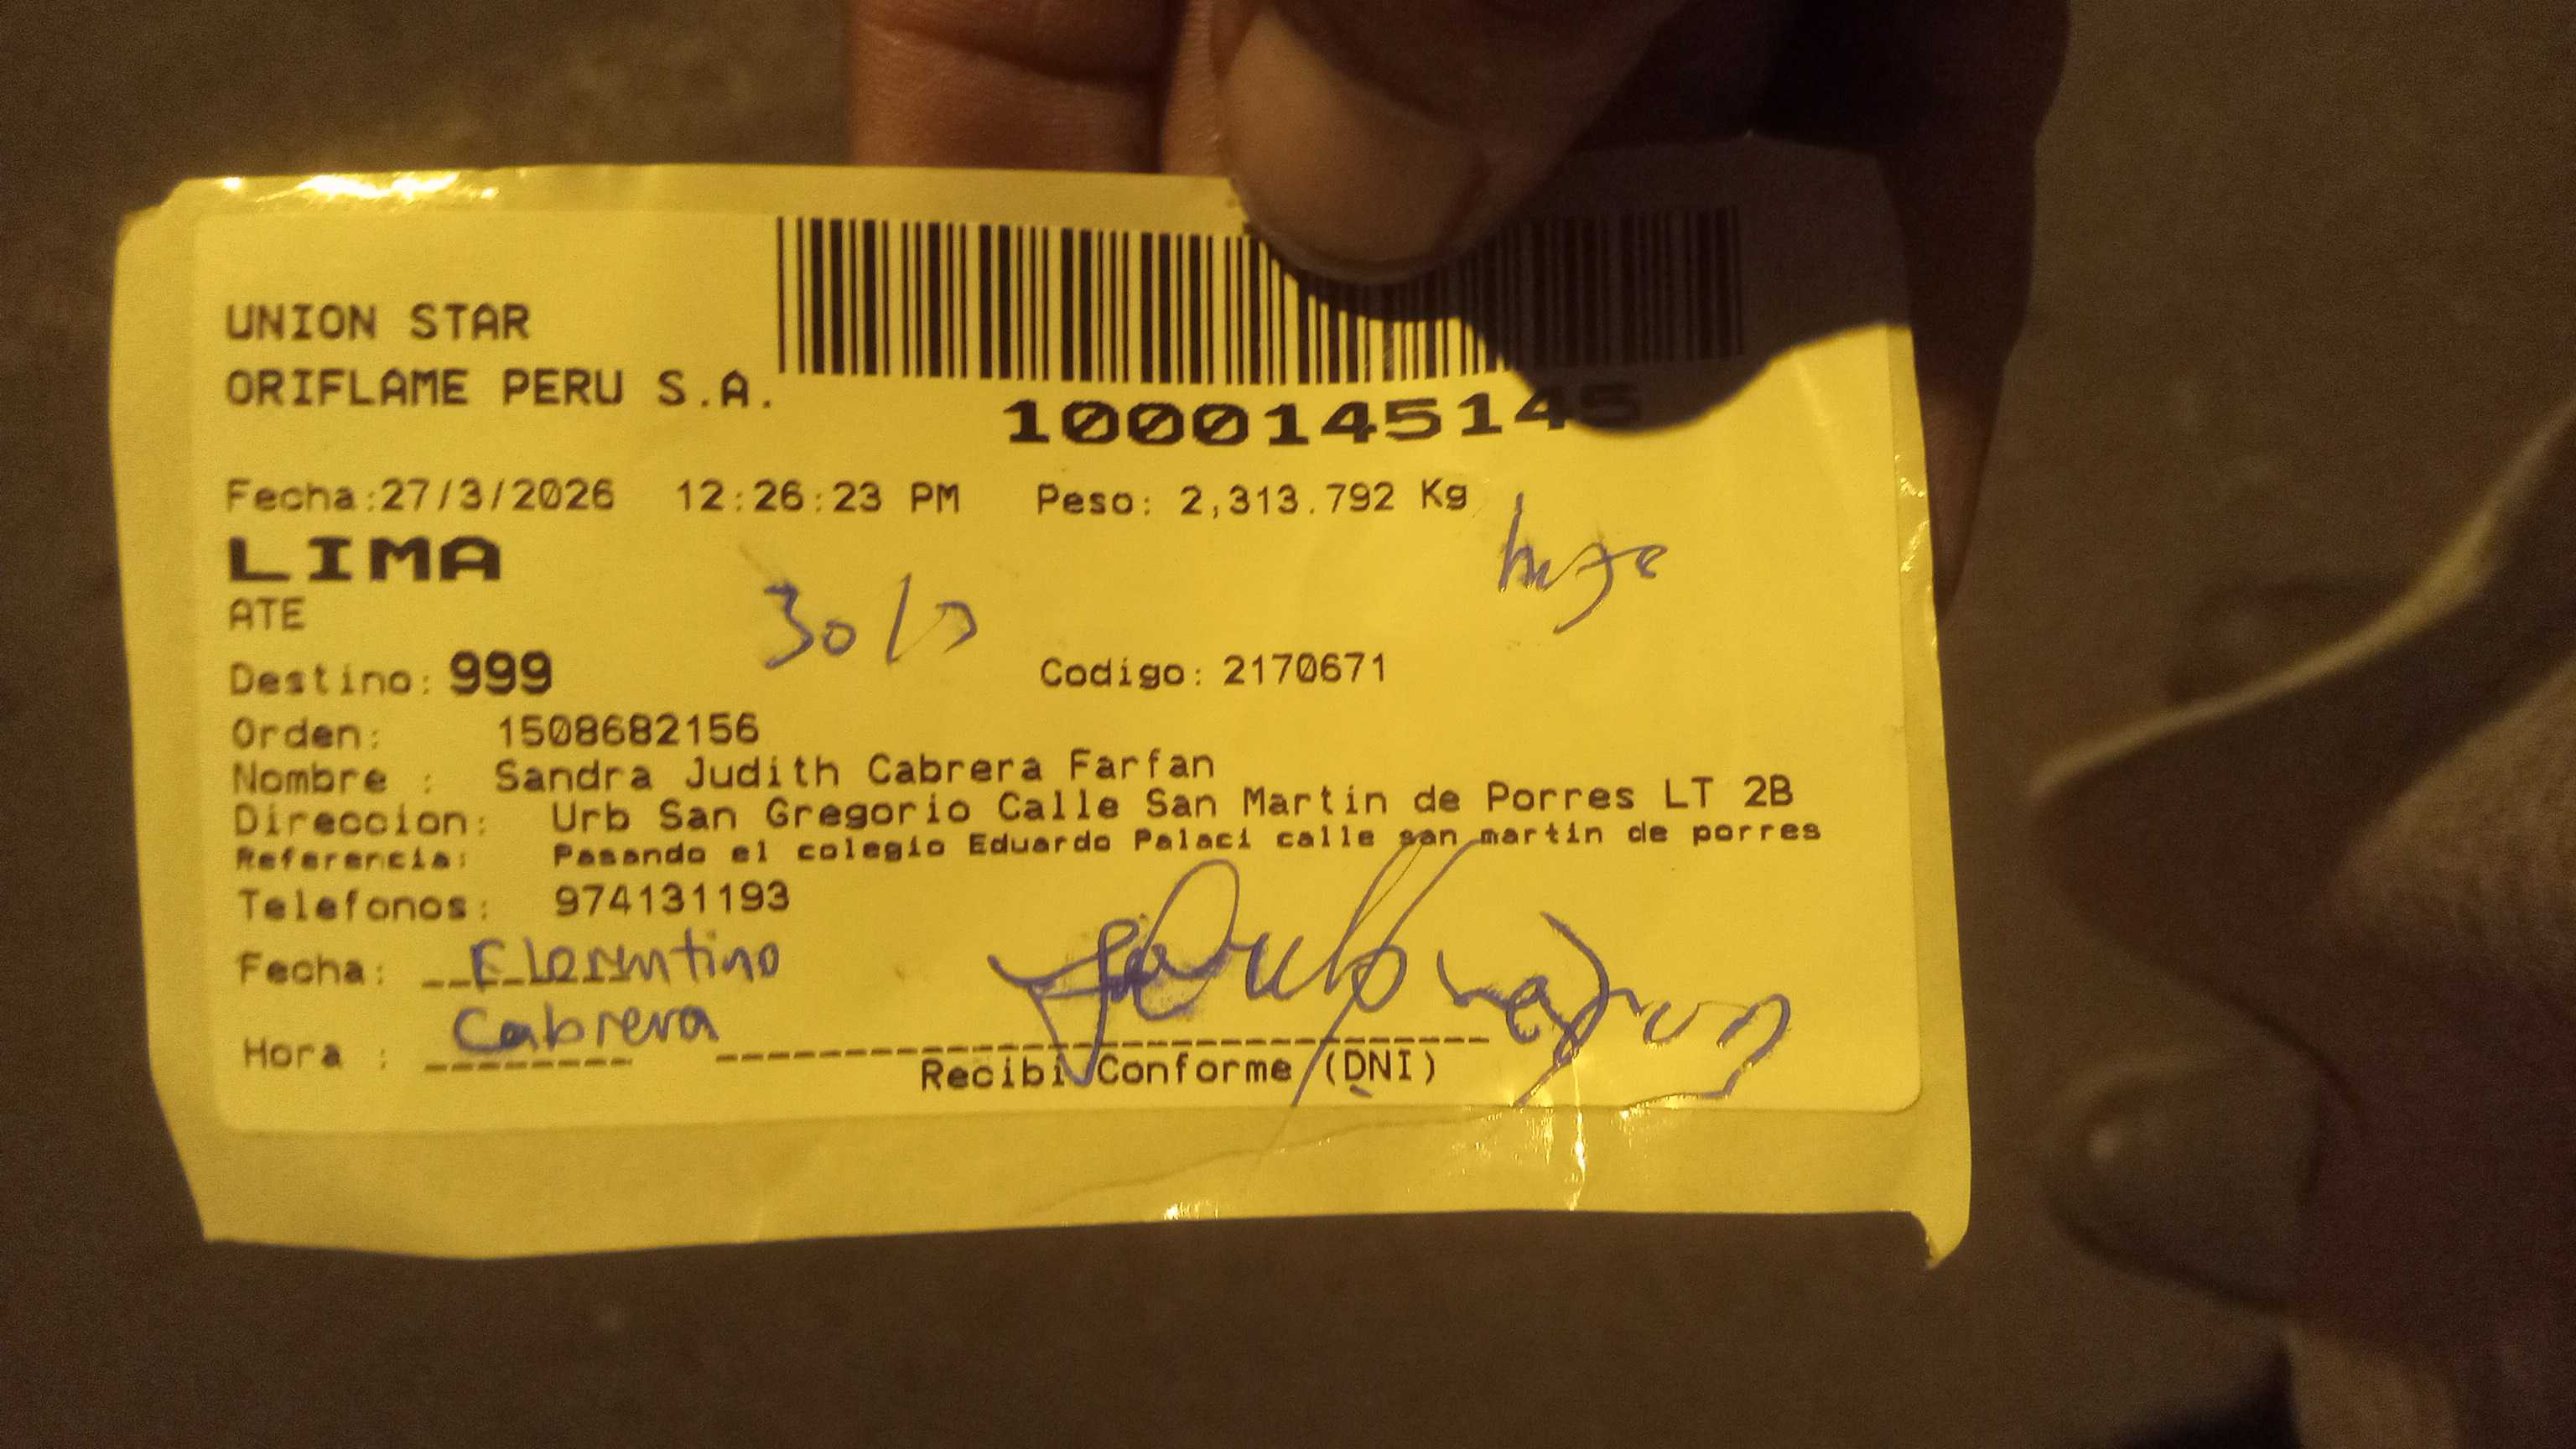 UNION STAR
ORIFLAME PERU S.A.
1000145145
Fecha:27/3/2026 12:26:23 PM Peso: 2,313.792 Kg
LIMA
ATE
30/
Destino: 999 Codigo: 2170671
Orden: 1508682156
Nombre : Sandra Judith Cabrera Farfan
Direccion: Urb San Gregorio Calle San Martin de Porres LT 2B
Referencia: Pasando el colegio Eduardo Palaci calle san martin de porres
Telefonos: 974131193
Fecha: Florentino
Hora : Cabrera
Recibi Conforme (DNI)